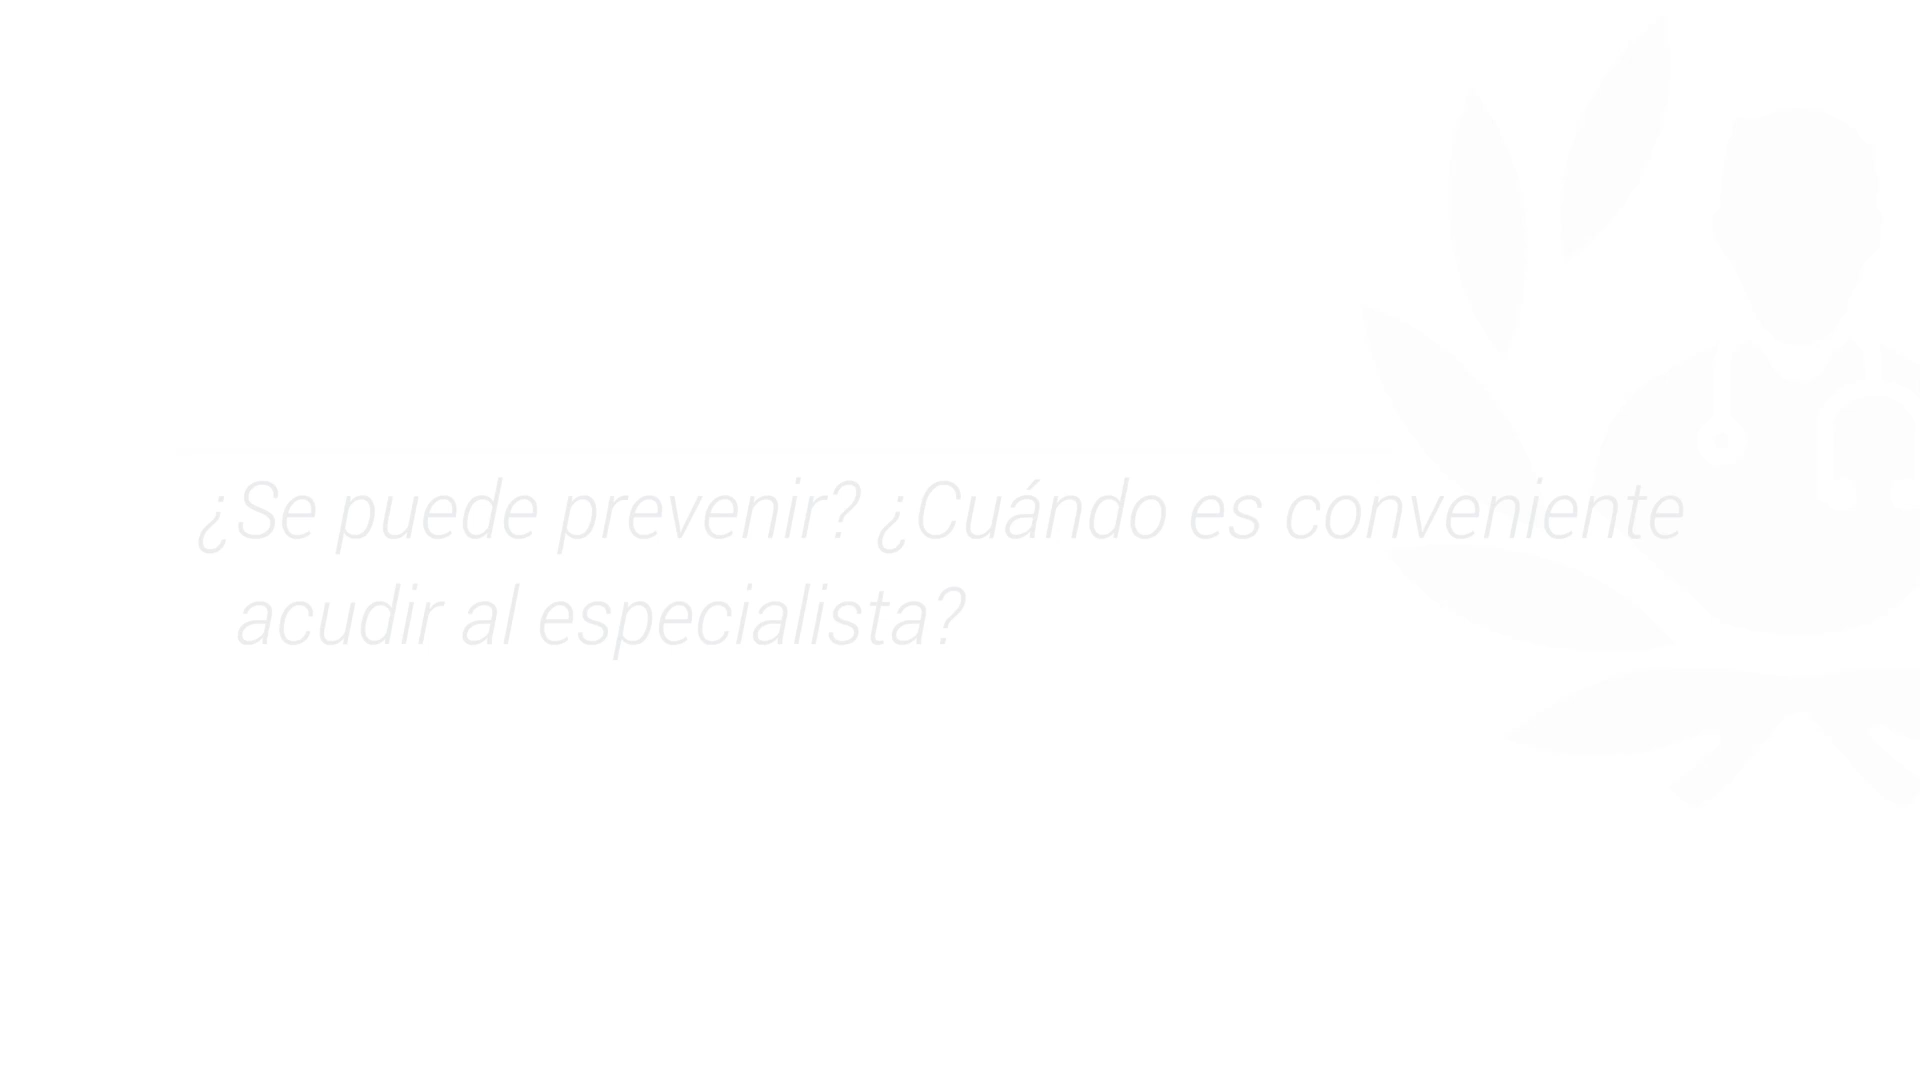 ¿Se puede prevenir? ¿Cuándo es conveniente
acudir al especialista?